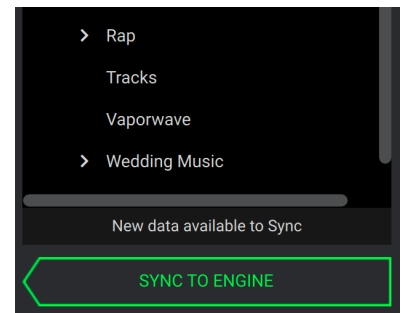 Rap
Tracks
Vaporwave
Wedding Music
New data available to Sync
SYNC TO ENGINE